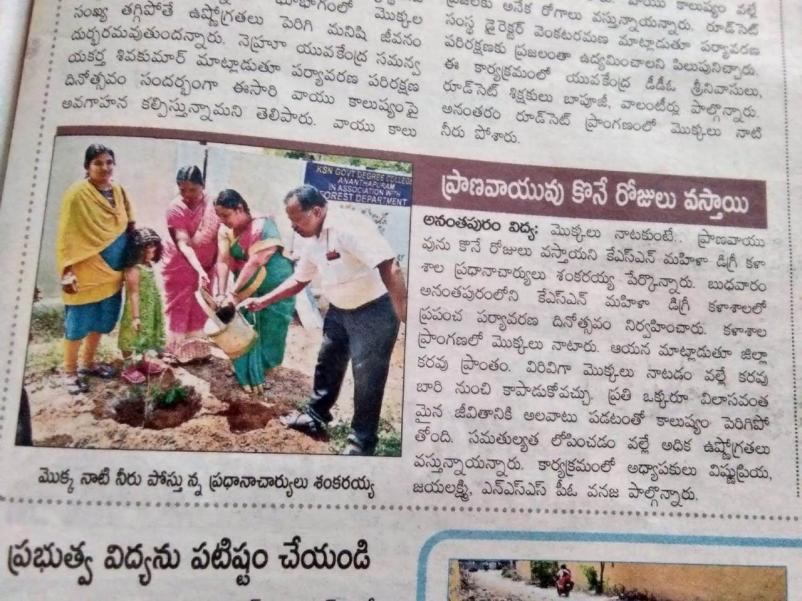 సంఖ్య తగ్గిపోతే ఉష్ణోగ్రతలు పెరిగి మనిషి జీవనం
దుర్భరమవుతుందన్నారు. నెహ్రూ యువకేంద్ర సమన్వ
యకర్త శివకుమార్ మాట్లాడుతూ పర్యావరణ పరిరక్షణ
దినోత్సవం సందర్భంగా ఈసారి వాయు కాలుష్యంపై
అవగాహన కల్పిస్తున్నామని తెలిపారు. వాయు కాలు
అనేక రోగాలు వస్తున్నాయన్నారు. రూడ్‌సెట్
సంస్థ డైరెక్టర్ వెంకటరమణ మాట్లాడుతూ పర్యావరణ
పరిరక్షణకు ప్రజలంతా ఉద్యమించాలని పిలుపునిచ్చారు.
ఈ కార్యక్రమంలో యువకేంద్ర డీడీఓ శ్రీనివాసులు,
రూడ్‌సెట్ శిక్షకులు బాపూజీ, వాలంటీర్లు పాల్గొన్నారు.
అనంతరం రూడ్‌సెట్ ప్రాంగణంలో మొక్కలు నాటి
నీరు పోశారు.
KSN GOVT DEGREE COLLEGE
ANANTHAPURAM
IN ASSOCIATION WITH
FOREST DEPARTMENT
మొక్క నాటి నీరు పోస్తు న్న ప్రధానాచార్యులు శంకరయ్య
ప్రాణవాయువు కొనే రోజులు వస్తాయి
అనంతపురం విద్య: మొక్కలు నాటకుంటే.. ప్రాణవాయు
వును కొనే రోజులు వస్తాయని కేఎస్ఎన్ మహిళా డిగ్రీ కళా
శాల ప్రధానాచార్యులు శంకరయ్య పేర్కొన్నారు. బుధవారం
అనంతపురంలోని కేఎస్ఎన్ మహిళా డిగ్రీ కళాశాలలో
ప్రపంచ పర్యావరణ దినోత్సవం నిర్వహించారు. కళాశాల
ప్రాంగణలో మొక్కలు నాటారు. ఆయన మాట్లాడుతూ జిల్లా
కరవు ప్రాంతం. విరివిగా మొక్కలు నాటడం వల్లే కరవు
బారి నుంచి కాపాడుకోవచ్చు. ప్రతి ఒక్కరూ విలాసవంత
మైన జీవితానికి అలవాటు పడటంతో కాలుష్యం పెరిగిపో
తోంది. సమతుల్యత లోపించడం వల్లే అధిక ఉష్ణోగ్రతలు
వస్తున్నాయన్నారు. కార్యక్రమంలో అధ్యాపకులు విష్ణుప్రియ,
జయలక్ష్మి, ఎన్ఎస్ఎస్ పీఓ వనజ పాల్గొన్నారు.
ప్రభుత్వ విద్యను పటిష్టం చేయండి